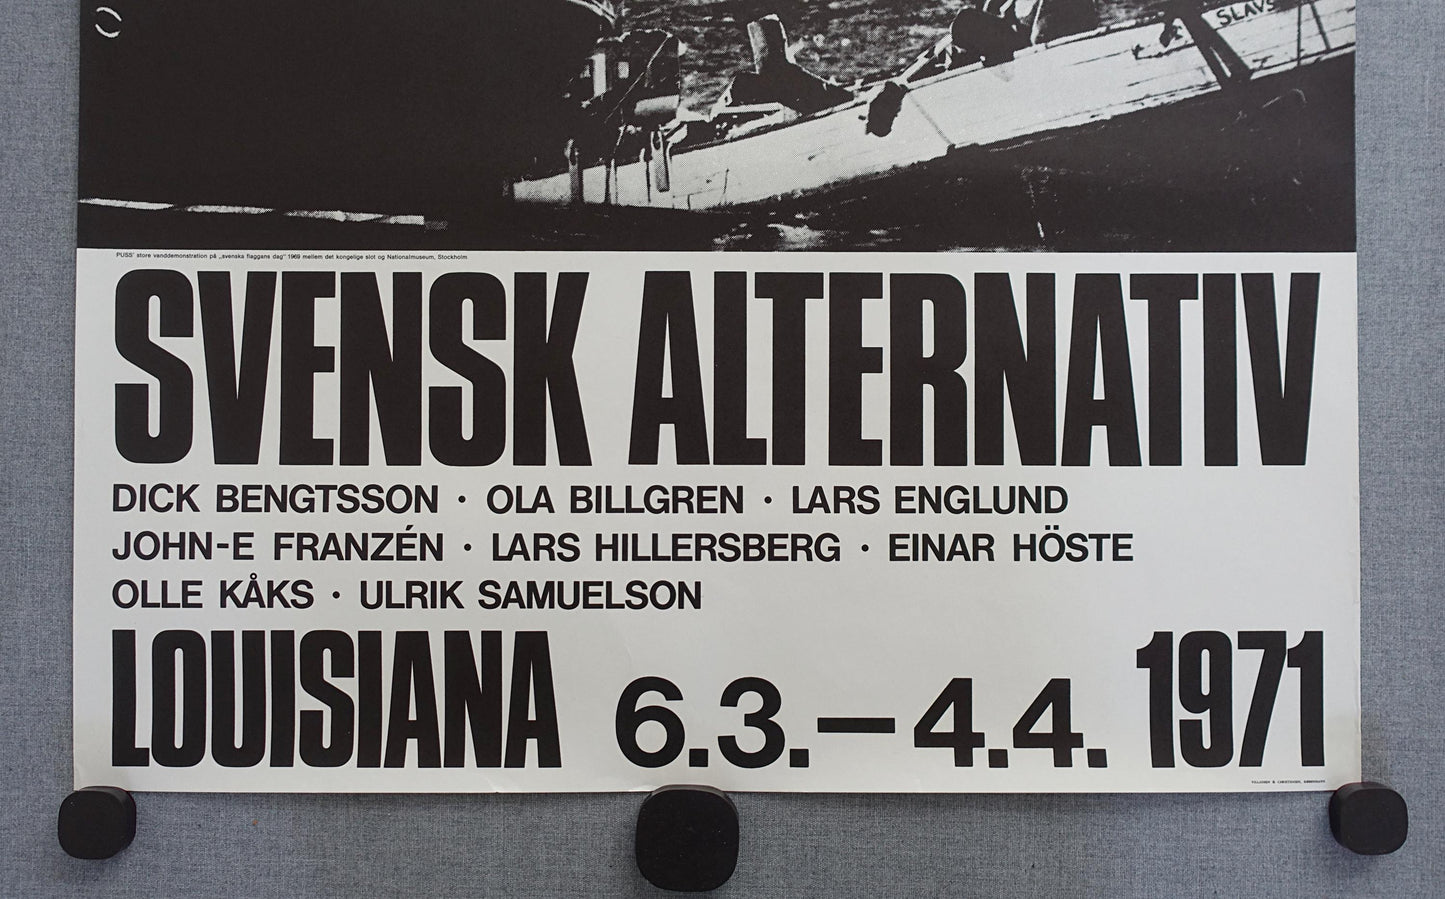 SLAVS
PUSS' store vanddemonstration på „svenska flaggans dag" 1969 mellem det kongelige slot og Nationalmuseum, Stockholm
SVENSK ALTERNATIV
DICK BENGTSSON · OLA BILLGREN · LARS ENGLUND
JOHN-E FRANZÉN · LARS HILLERSBERG · EINAR HÖSTE
OLLE KÅKS · ULRIK SAMUELSON
LOUISIANA 6.3.–4.4. 1971
& CHRISTENSEN, KØBENHAVN